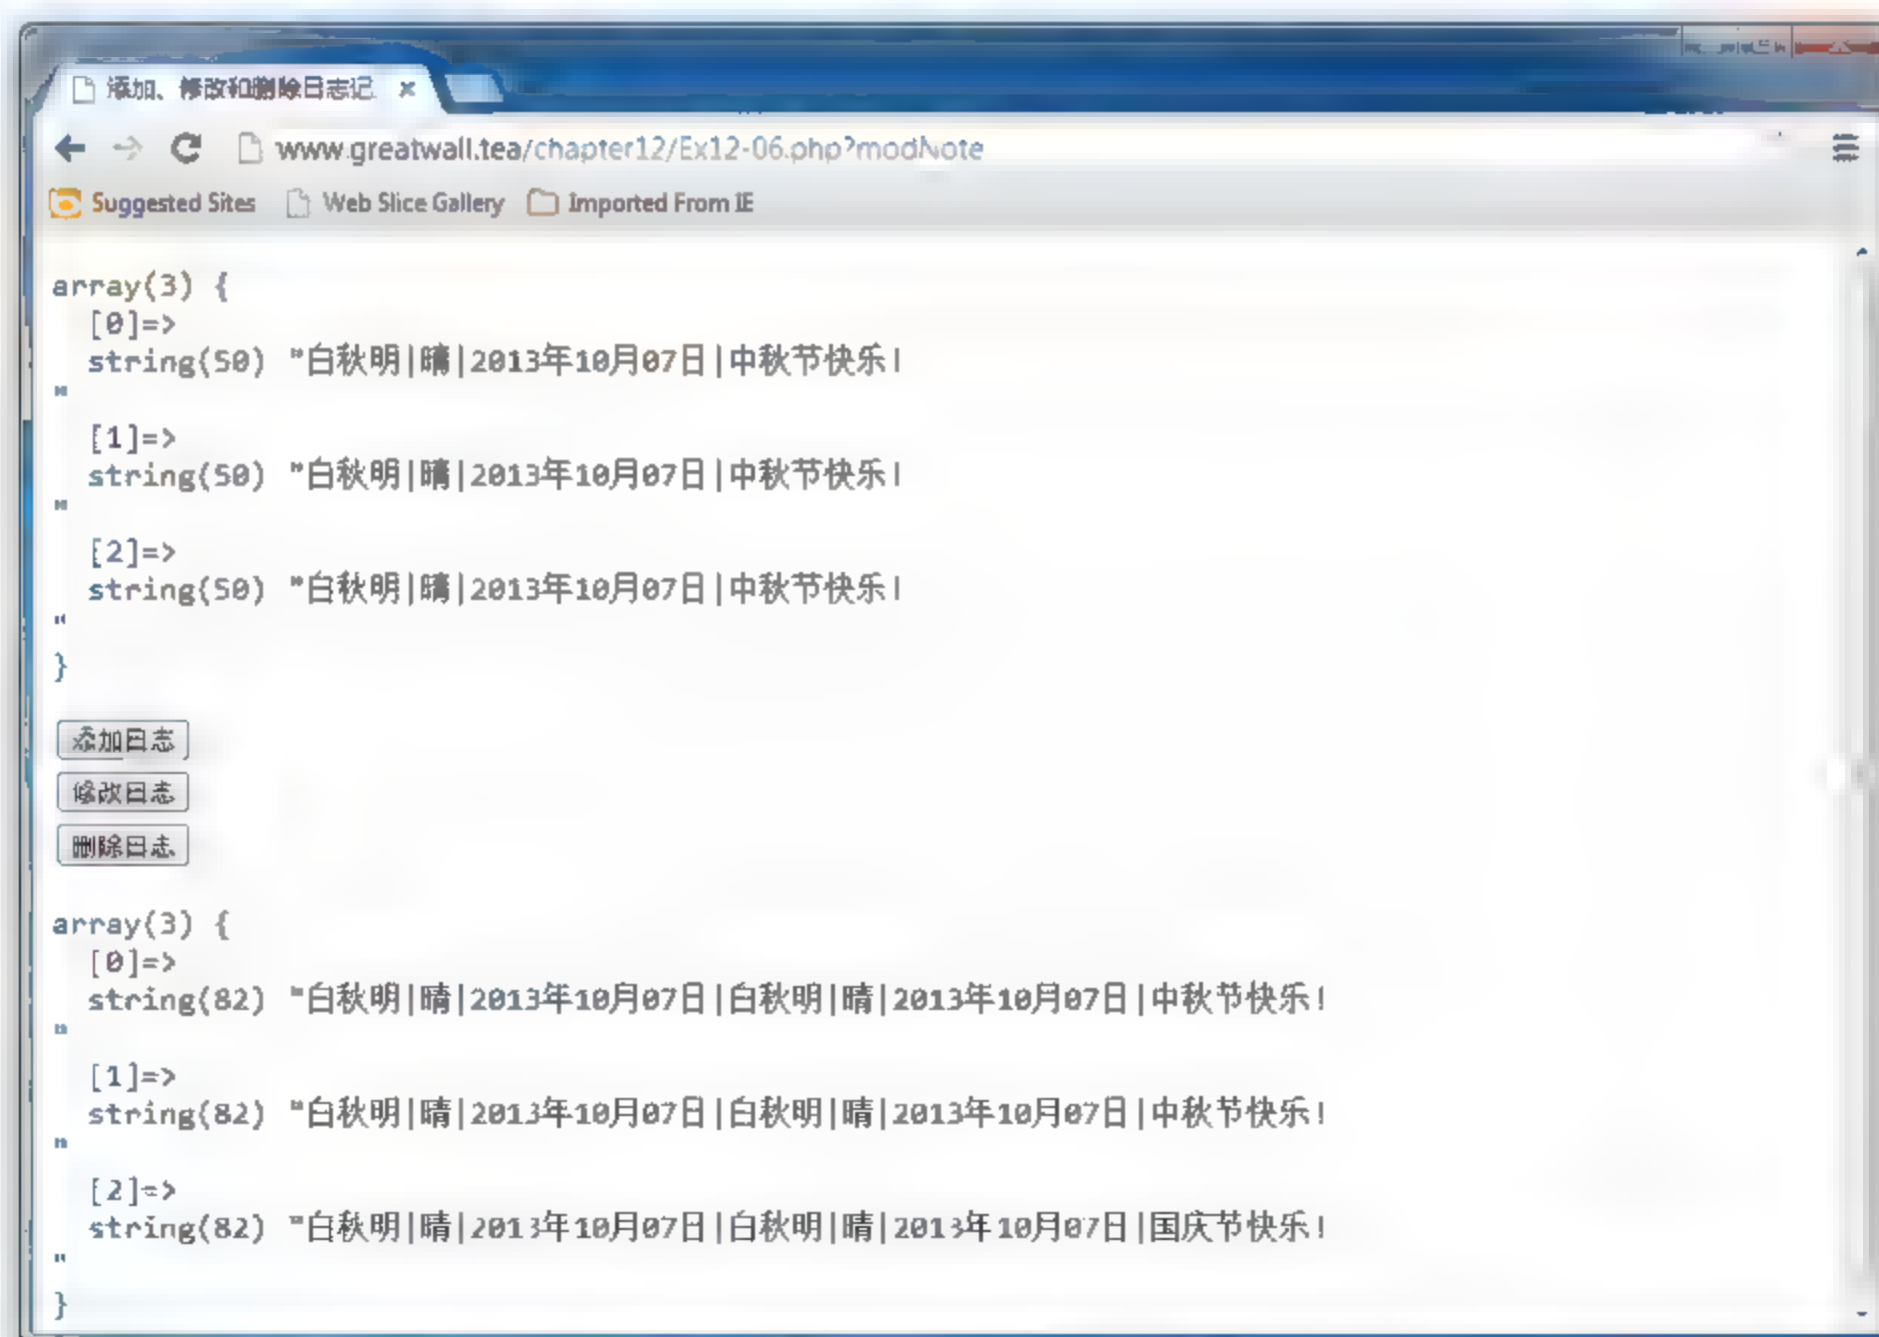 添加、修改和删除日志记
www.greatwall.tea/chapter12/Ex12-06.php?modNote
Suggested Sites Web Slice Gallery Imported From IE
array(3) {
[0]=>
string(50) "白秋明|晴|2013年10月07日|中秋节快乐!
"
[1]=>
string(50) "白秋明|晴|2013年10月07日|中秋节快乐!
"
[2]=>
string(50) "白秋明|晴|2013年10月07日|中秋节快乐!
"
}
添加日志
修改日志
删除日志
array(3) {
[0]=>
string(82) "白秋明|晴|2013年10月07日|白秋明|晴|2013年10月07日|中秋节快乐!
"
[1]=>
string(82) "白秋明|晴|2013年10月07日|白秋明|晴|2013年10月07日|中秋节快乐!
"
[2]=>
string(82) "白秋明|晴|2013年10月07日|白秋明|晴|2013年10月07日|国庆节快乐!
"
}